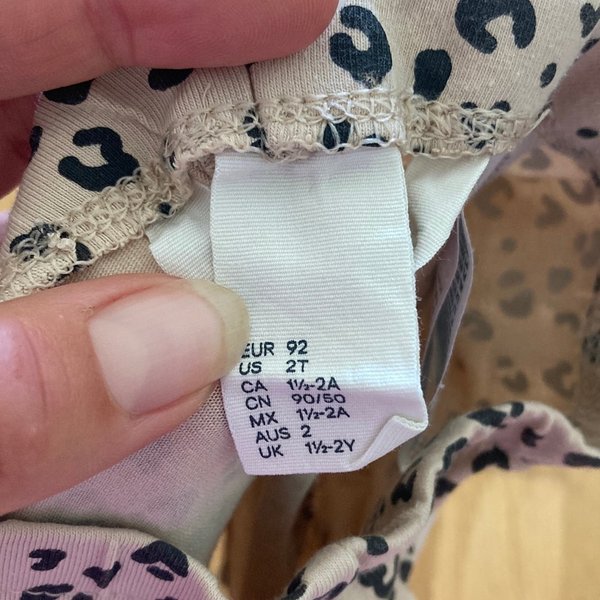 EUR 92
US 2T
CA 1½-2A
CN 90/50
MX 1½-2A
AUS 2
UK 1½-2Y